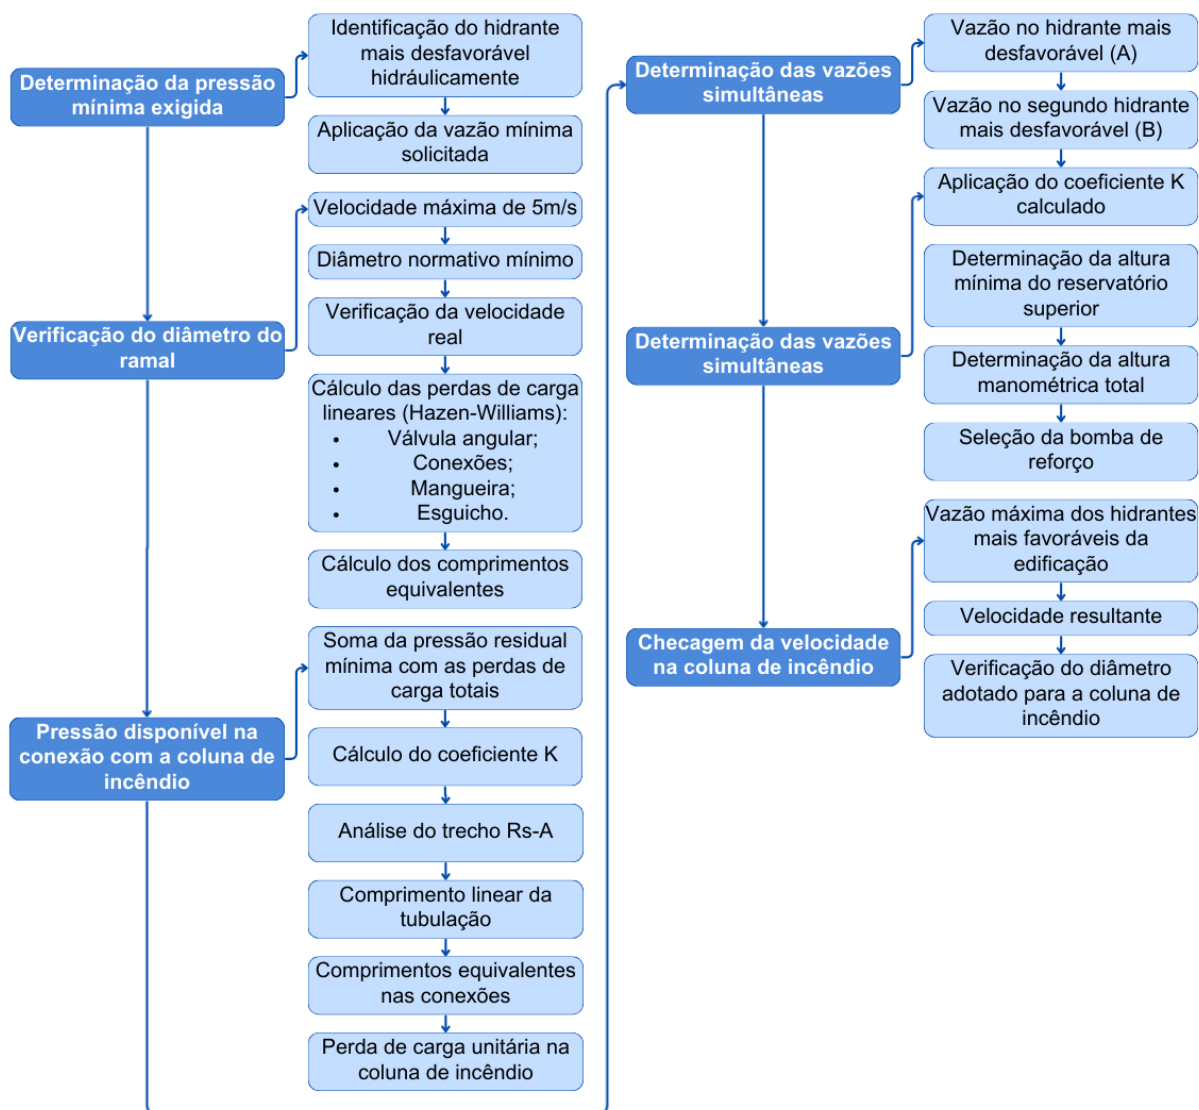 Determinação da pressão
mínima exigida
Identificação do hidrante
mais desfavorável
hidráulicamente
Aplicação da vazão mínima
solicitada
Verificação do diâmetro do
ramal
Velocidade máxima de 5m/s
Diâmetro normativo mínimo
Verificação da velocidade
real
Cálculo das perdas de carga
lineares (Hazen-Williams):
• Válvula angular;
• Conexões;
• Mangueira;
• Esguicho.
Cálculo dos comprimentos
equivalentes
Pressão disponível na
conexão com a coluna de
incêndio
Soma da pressão residual
mínima com as perdas de
carga totais
Cálculo do coeficiente K
Análise do trecho Rs-A
Comprimento linear da
tubulação
Comprimentos equivalentes
nas conexões
Perda de carga unitária na
coluna de incêndio
Determinação das vazões
simultâneas
Vazão no hidrante mais
desfavorável (A)
Vazão no segundo hidrante
mais desfavorável (B)
Aplicação do coeficiente K
calculado
Determinação das vazões
simultâneas
Determinação da altura
mínima do reservatório
superior
Determinação da altura
manométrica total
Seleção da bomba de
reforço
Checagem da velocidade
na coluna de incêndio
Vazão máxima dos hidrantes
mais favoráveis da
edificação
Velocidade resultante
Verificação do diâmetro
adotado para a coluna de
incêndio